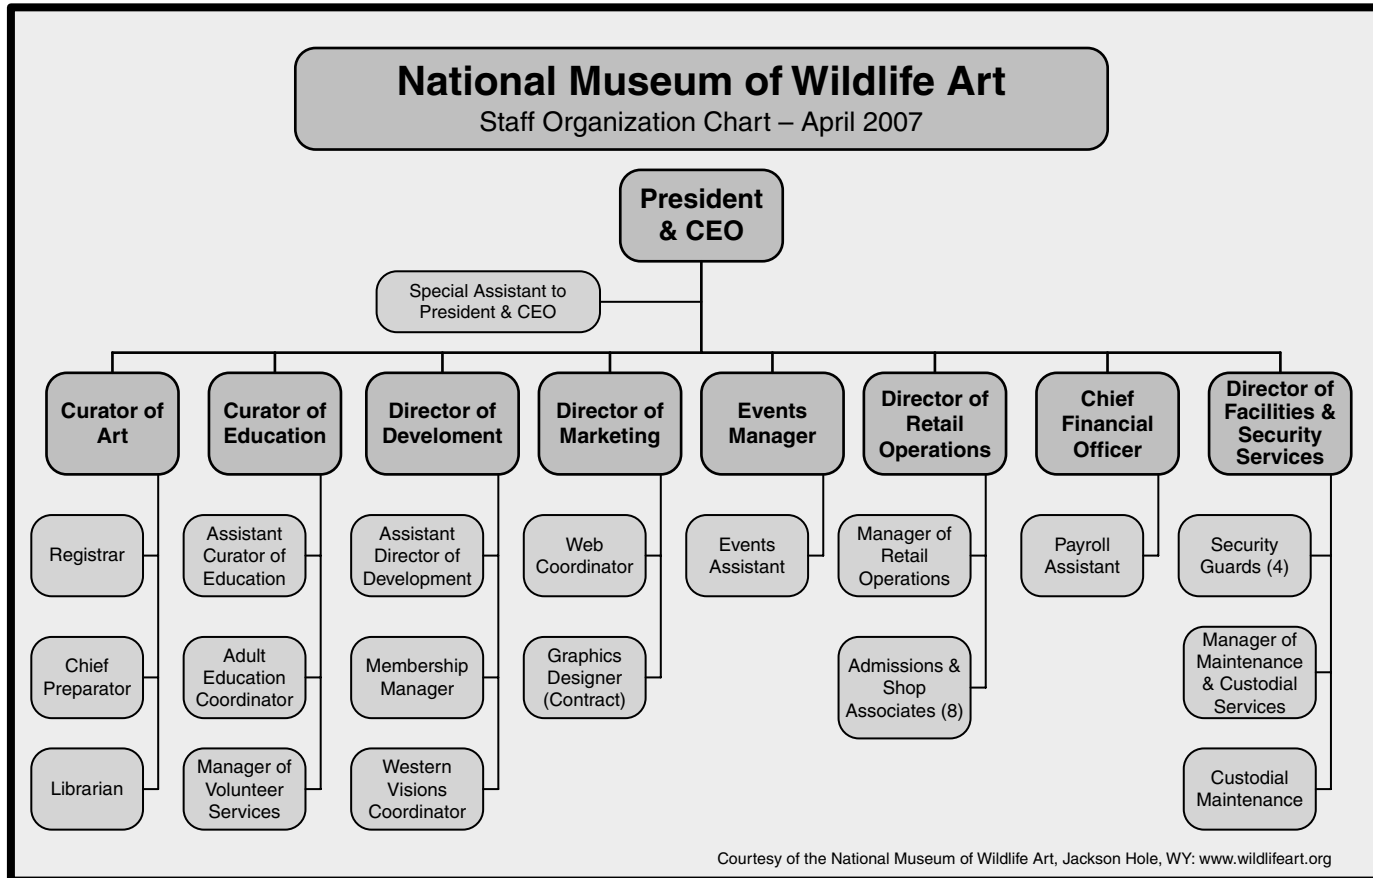 National Museum of Wildlife Art
Staff Organization Chart – April 2007
President
& CEO
Special Assistant to
President & CEO
Curator of
Art
Curator of
Education
Director of
Develoment
Director of
Marketing
Events
Manager
Director of
Retail
Operations
Chief
Financial
Officer
Director of
Facilities &
Security
Services
Registrar
Assistant
Curator of
Education
Assistant
Director of
Development
Web
Coordinator
Events
Assistant
Manager of
Retail
Operations
Payroll
Assistant
Security
Guards (4)
Chief
Preparator
Adult
Education
Coordinator
Membership
Manager
Graphics
Designer
(Contract)
Admissions &
Shop
Associates (8)
Manager of
Maintenance
& Custodial
Services
Librarian
Manager of
Volunteer
Services
Western
Visions
Coordinator
Custodial
Maintenance
Courtesy of the National Museum of Wildlife Art, Jackson Hole, WY: www.wildlifeart.org